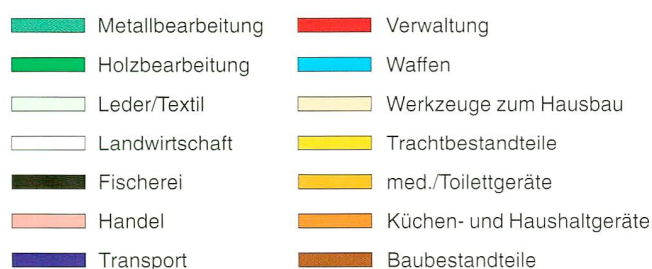 Metallbearbeitung
Holzbearbeitung
Leder/Textil
Landwirtschaft
Fischerei
Handel
Transport
Verwaltung
Waffen
Werkzeuge zum Hausbau
Trachtbestandteile
med./Toilettgeräte
Küchen- und Haushaltgeräte
Baubestandteile